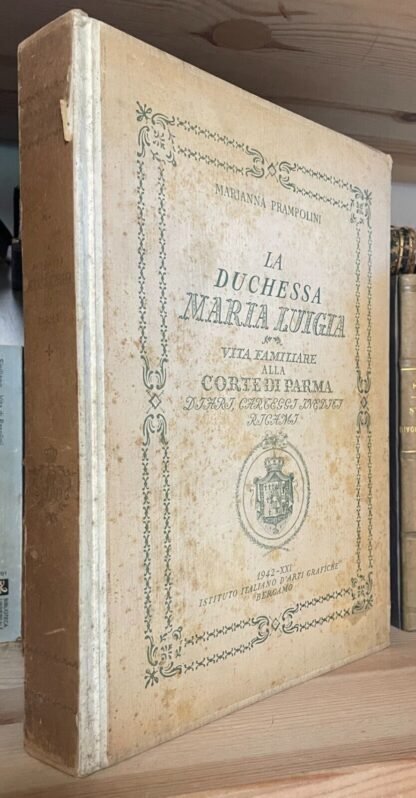 MARIANNA PRAMPOLINI
LA
DUCHESSA
MARIA LUIGIA
VITA FAMILIARE
ALLA
CORTE DI PARMA
DIARI, CARTEGGI INEDITI
RICAMI
1942-XXI
ISTITUTO ITALIANO D'ARTI GRAFICHE
BERGAMO